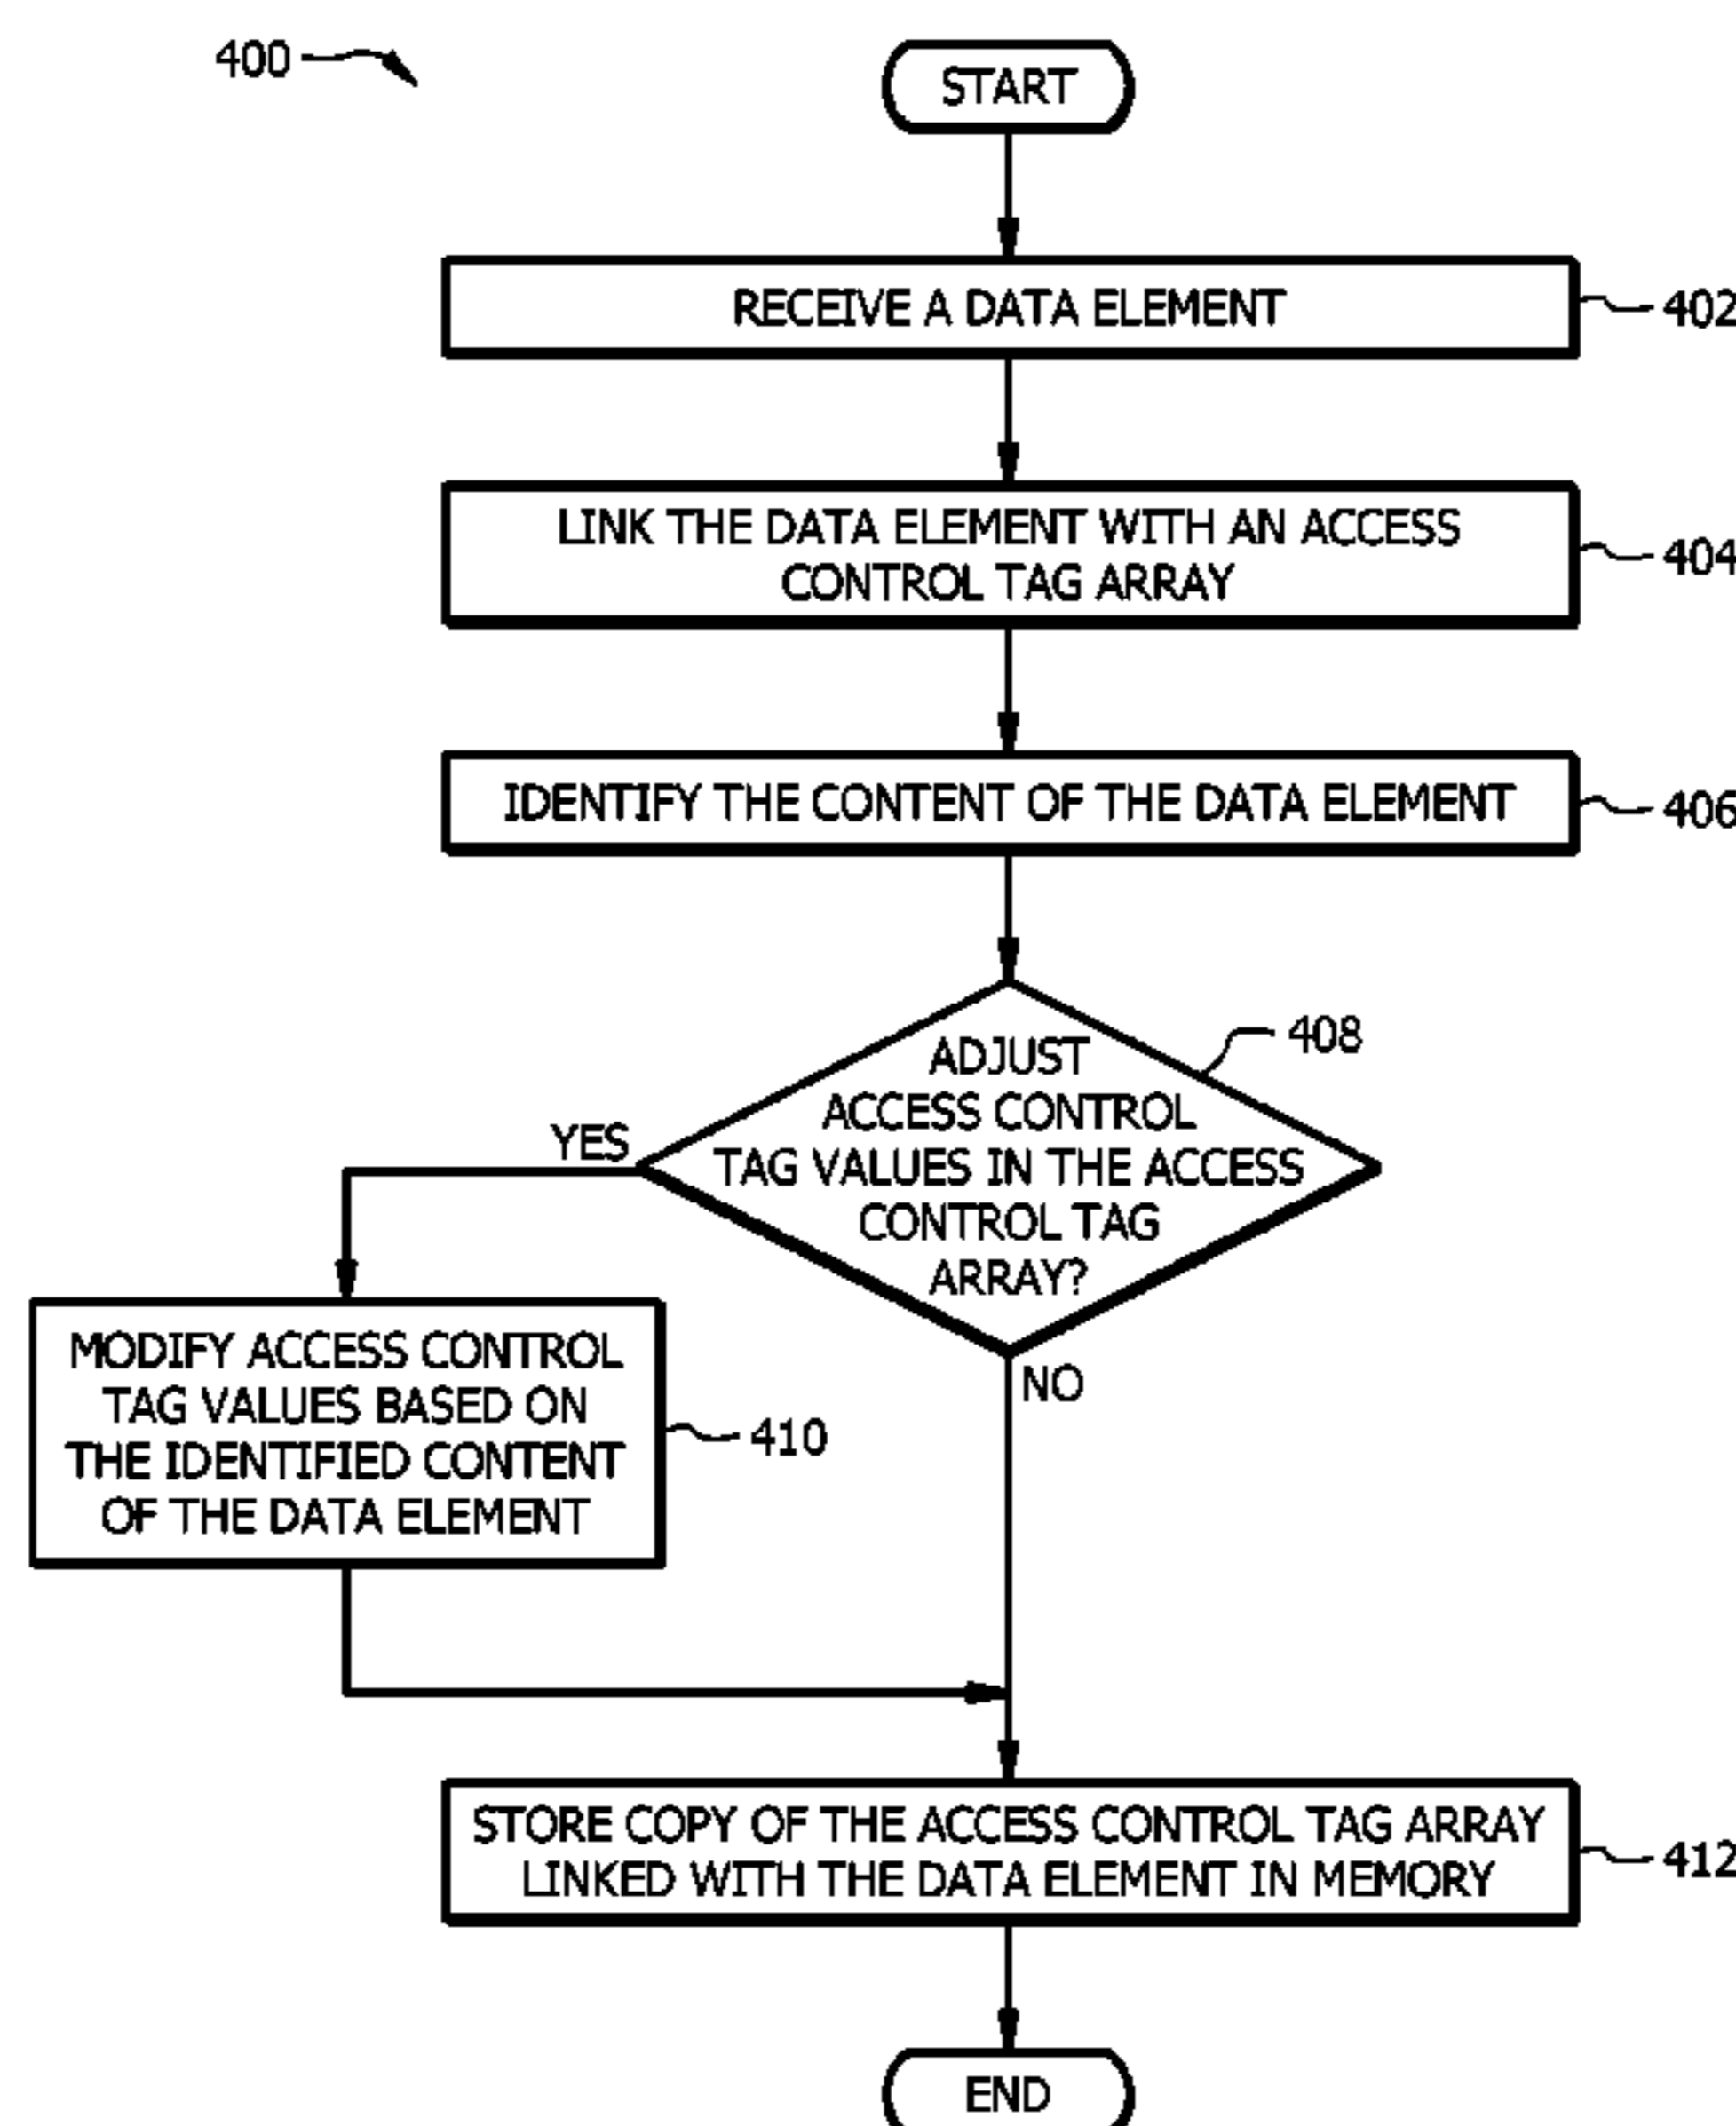 400
START
RECEIVE A DATA ELEMENT
402
LINK THE DATA ELEMENT WITH AN ACCESS
CONTROL TAG ARRAY
404
IDENTIFY THE CONTENT OF THE DATA ELEMENT
406
ADJUST
ACCESS CONTROL
TAG VALUES IN THE ACCESS
CONTROL TAG
ARRAY?
408
YES
NO
MODIFY ACCESS CONTROL
TAG VALUES BASED ON
THE IDENTIFIED CONTENT
OF THE DATA ELEMENT
410
STORE COPY OF THE ACCESS CONTROL TAG ARRAY
LINKED WITH THE DATA ELEMENT IN MEMORY
412
END